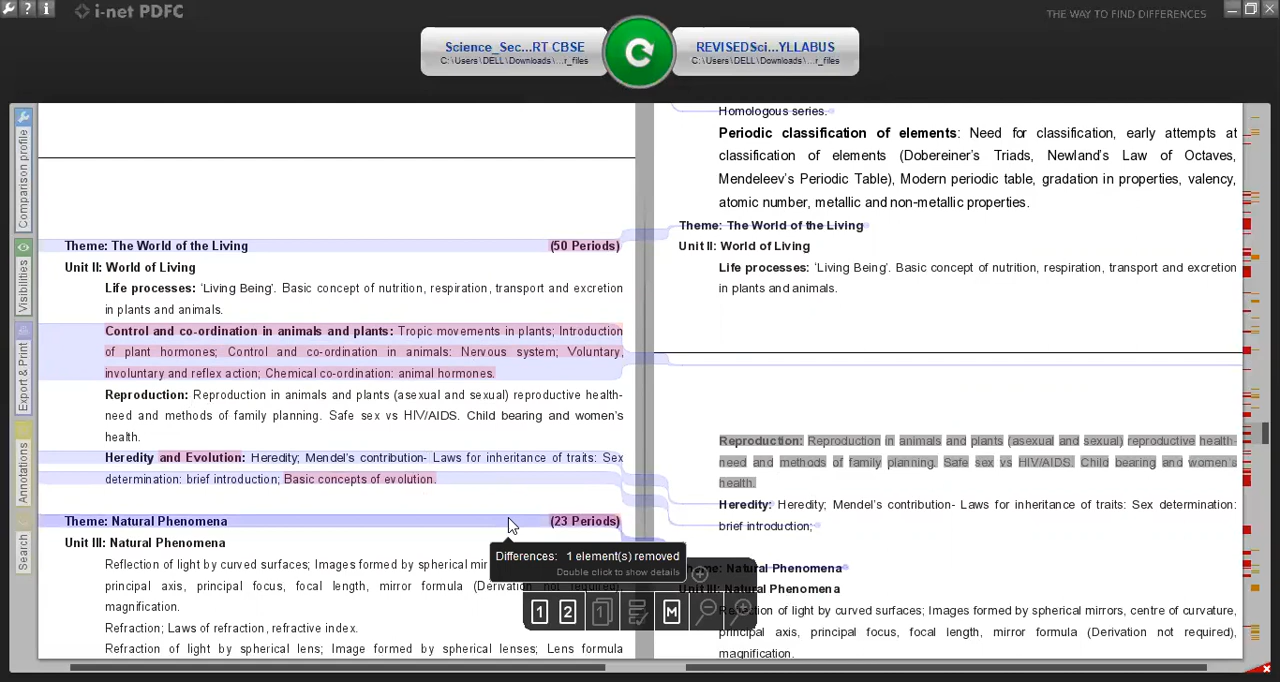 i-net PDFC
THE WAY TO FIND DIFFERENCES
Science_Sec...RT CBSE
C:\Users\DELL\Downloads\...r_files
REVISEDSci...YLLABUS
C:\Users\DELL\Downloads\...r_files
Comparison profile
Visibilities
Export & Print
Annotations
Search
Theme: The World of the Living (50 Periods)
Unit II: World of Living
Life processes: ‘Living Being’. Basic concept of nutrition, respiration, transport and excretion
in plants and animals.
Control and co-ordination in animals and plants: Tropic movements in plants; Introduction
of plant hormones; Control and co-ordination in animals: Nervous system; Voluntary,
involuntary and reflex action; Chemical co-ordination: animal hormones.
Reproduction: Reproduction in animals and plants (asexual and sexual) reproductive health-
need and methods of family planning. Safe sex vs HIV/AIDS. Child bearing and women’s
health.
Heredity and Evolution: Heredity; Mendel’s contribution- Laws for inheritance of traits: Sex
determination: brief introduction; Basic concepts of evolution.
Theme: Natural Phenomena (23 Periods)
Unit III: Natural Phenomena
Reflection of light by curved surfaces; Images formed by spherical mir
principal axis, principal focus, focal length, mirror formula (Derivation not required),
magnification.
Refraction; Laws of refraction, refractive index.
Refraction of light by spherical lens; Image formed by spherical lenses; Lens formula
Differences: 1 element(s) removed
Double click to show details
1 2 1 M
Homologous series.
Periodic classification of elements: Need for classification, early attempts at
classification of elements (Dobereiner’s Triads, Newland’s Law of Octaves,
Mendeleev’s Periodic Table), Modern periodic table, gradation in properties, valency,
atomic number, metallic and non-metallic properties.
Theme: The World of the Living
Unit II: World of Living
Life processes: ‘Living Being’. Basic concept of nutrition, respiration, transport and excretion
in plants and animals.
Reproduction: Reproduction in animals and plants (asexual and sexual) reproductive health-
need and methods of family planning. Safe sex vs HIV/AIDS. Child bearing and women’s
health.
Heredity: Heredity; Mendel’s contribution- Laws for inheritance of traits: Sex determination:
brief introduction;
Natural Phenomena
Unit III: Natural Phenomena
Reflection of light by curved surfaces; Images formed by spherical mirrors, centre of curvature,
principal axis, principal focus, focal length, mirror formula (Derivation not required),
magnification.